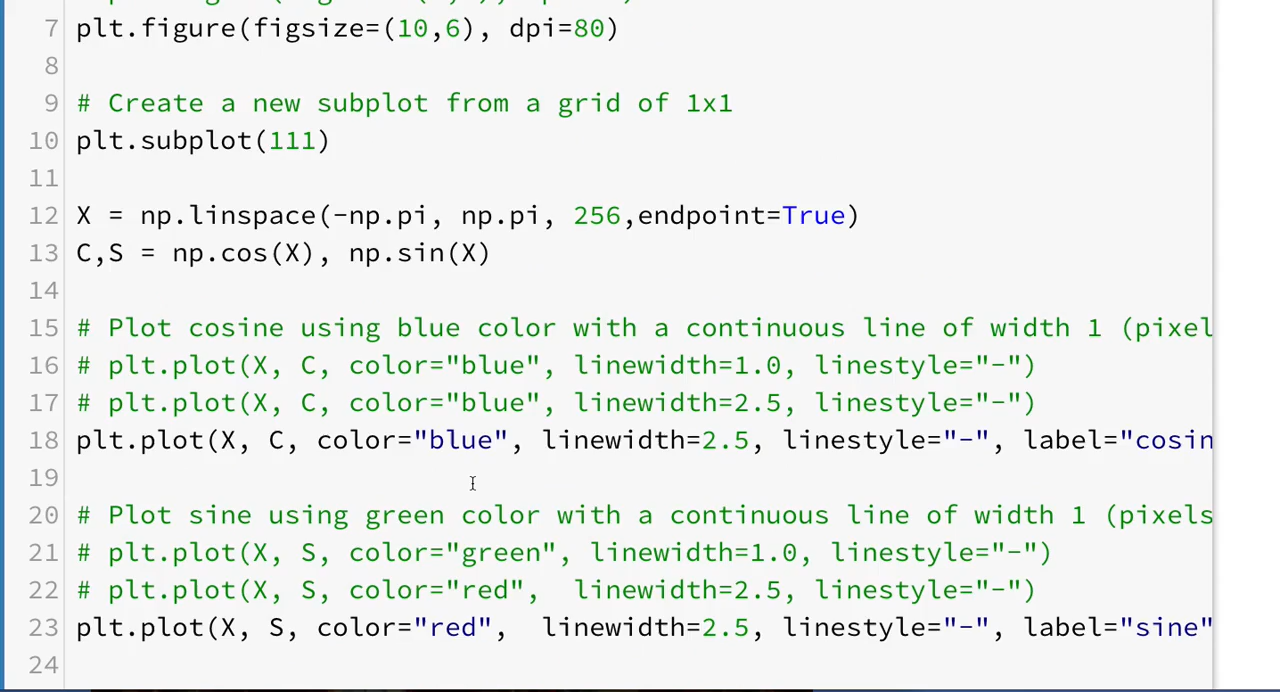 7 plt.figure(figsize=(10,6), dpi=80)
8
9 # Create a new subplot from a grid of 1x1
10 plt.subplot(111)
11
12 X = np.linspace(-np.pi, np.pi, 256,endpoint=True)
13 C,S = np.cos(X), np.sin(X)
14
15 # Plot cosine using blue color with a continuous line of width 1 (pixel
16 # plt.plot(X, C, color="blue", linewidth=1.0, linestyle="-")
17 # plt.plot(X, C, color="blue", linewidth=2.5, linestyle="-")
18 plt.plot(X, C, color="blue", linewidth=2.5, linestyle="-", label="cosin
19
20 # Plot sine using green color with a continuous line of width 1 (pixels
21 # plt.plot(X, S, color="green", linewidth=1.0, linestyle="-")
22 # plt.plot(X, S, color="red",  linewidth=2.5, linestyle="-")
23 plt.plot(X, S, color="red",  linewidth=2.5, linestyle="-", label="sine"
24